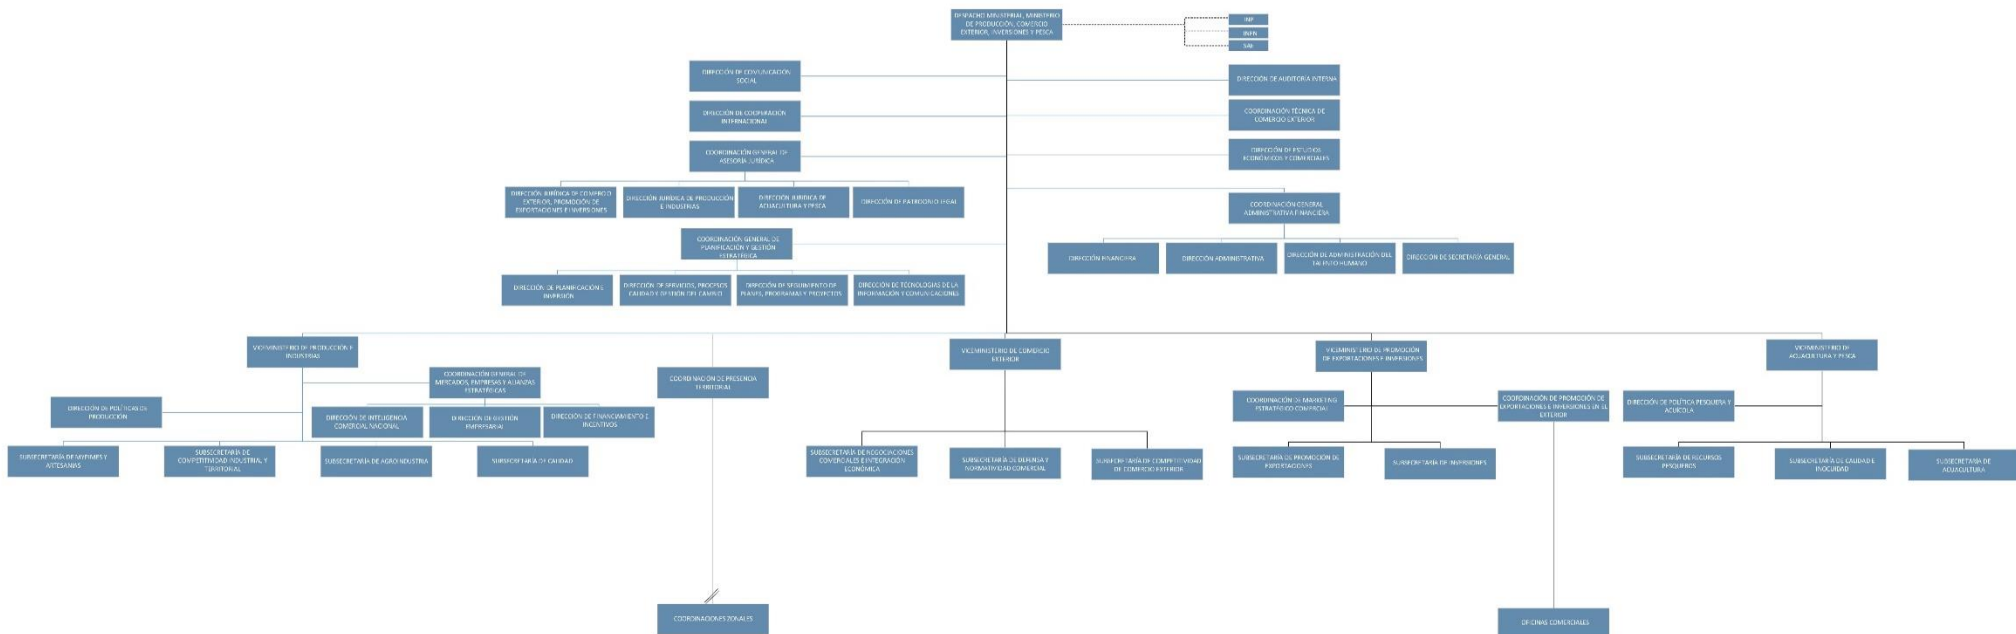 DESPACHO MINISTERIAL, MINISTERIO
DE PRODUCCIÓN, COMERCIO
EXTERIOR, INVERSIONES Y PESCA
INP
INEN
SAE
DIRECCIÓN DE COMUNICACIÓN
SOCIAL
DIRECCIÓN DE AUDITORÍA INTERNA
DIRECCIÓN DE COOPERACIÓN
INTERNACIONAL
COORDINACIÓN TÉCNICA DE
COMERCIO EXTERIOR
COORDINACIÓN GENERAL DE
ASESORÍA JURÍDICA
DIRECCIÓN DE ESTUDIOS
ECONÓMICOS Y COMERCIALES
DIRECCIÓN JURÍDICA DE COMERCIO
EXTERIOR, PROMOCIÓN DE
EXPORTACIONES E INVERSIONES
DIRECCIÓN JURÍDICA DE PRODUCCIÓN
E INDUSTRIAS
DIRECCIÓN JURIDICA DE
ACUACULTURA Y PESCA
DIRECCIÓN DE PATROCINIO LEGAL
COORDINACIÓN GENERAL
ADMINISTRATIVA FINANCIERA
COORDINACIÓN GENERAL DE
PLANIFICACIÓN Y GESTIÓN
ESTRATÉGICA
DIRECCIÓN FINANCIERA
DIRECCIÓN ADMINISTRATIVA
DIRECCIÓN DE ADMINISTRACIÓN DEL
TALENTO HUMANO
DIRECCIÓN DE SECRETARÍA GENERAL
DIRECCIÓN DE PLANIFICACIÓN E
INVERSIÓN
DIRECCIÓN DE SERVICIOS, PROCESOS
CALIDAD Y GESTIÓN DEL CAMBIO
DIRECCIÓN DE SEGUIMIENTO DE
PLANES, PROGRAMAS Y PROYECTOS
DIRECCIÓN DE TECNOLOGIAS DE LA
INFORMACIÓN Y COMUNICACIONES
VICEMINISTERIO DE PRODUCCIÓN E
INDUSTRIAS
VICEMINISTERIO DE COMERCIO
EXTERIOR
VICEMINISTERIO DE PROMOCIÓN
DE EXPORTACIONES E INVERSIONES
VICEMINISTERIO DE
ACUACULTURA Y PESCA
COORDINACIÓN GENERAL DE
MERCADOS, EMPRESAS Y ALIANZAS
ESTRATÉGICAS
COORDINACIÓN DE PRESENCIA
TERRITORIAL
DIRECCIÓN DE POLÍTICAS DE
PRODUCCIÓN
DIRECCIÓN DE INTELIGENCIA
COMERCIAL NACIONAL
DIRECCIÓN DE GESTIÓN
EMPRESARIAL
DIRECCIÓN DE FINANCIAMIENTO E
INCENTIVOS
COORDINACIÓN DE MARKETING
ESTRATÉGICO COMERCIAL
COORDINACIÓN DE PROMOCIÓN DE
EXPORTACIONES E INVERSIONES EN EL
EXTERIOR
DIRECCIÓN DE POLÍTICA PESQUERA Y
ACUÍCOLA
SUBSECRETARÍA DE MYPIMES Y
ARTESANIAS
SUBSECRETARÍA DE
COMPETITIVIDAD INDUSTRIAL Y
TERRITORIAL
SUBSECRETARÍA DE AGROINDUSTRIA
SUBSECRETARÍA DE CALIDAD
SUBSECRETARÍA DE NEGOCIACIONES
COMERCIALES E INTEGRACIÓN
ECONÓMICA
SUBSECRETARÍA DE DEFENSA Y
NORMATIVIDAD COMERCIAL
SUBSECRETARÍA DE COMPETITIVIDAD
DE COMERCIO EXTERIOR
SUBSECRETARÍA DE PROMOCIÓN DE
EXPORTACIONES
SUBSECRETARÍA DE INVERSIONES
SUBSECRETARÍA DE RECURSOS
PESQUEROS
SUBSECRETARÍA DE CALIDAD E
INOCUIDAD
SUBSECRETARÍA DE
ACUACULTURA
COORDINACIONES ZONALES
OFICINAS COMERCIALES